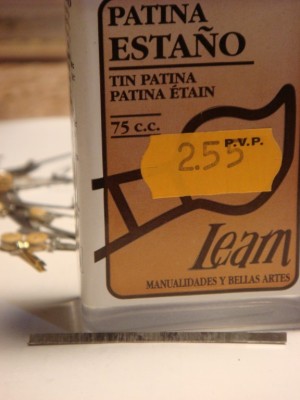 PATINA
ESTAÑO
TIN PATINA
PATINA ÉTAIN
75 C.C.
P.V.P.
2.55
Leam
MANUALIDADES Y BELLAS ARTES